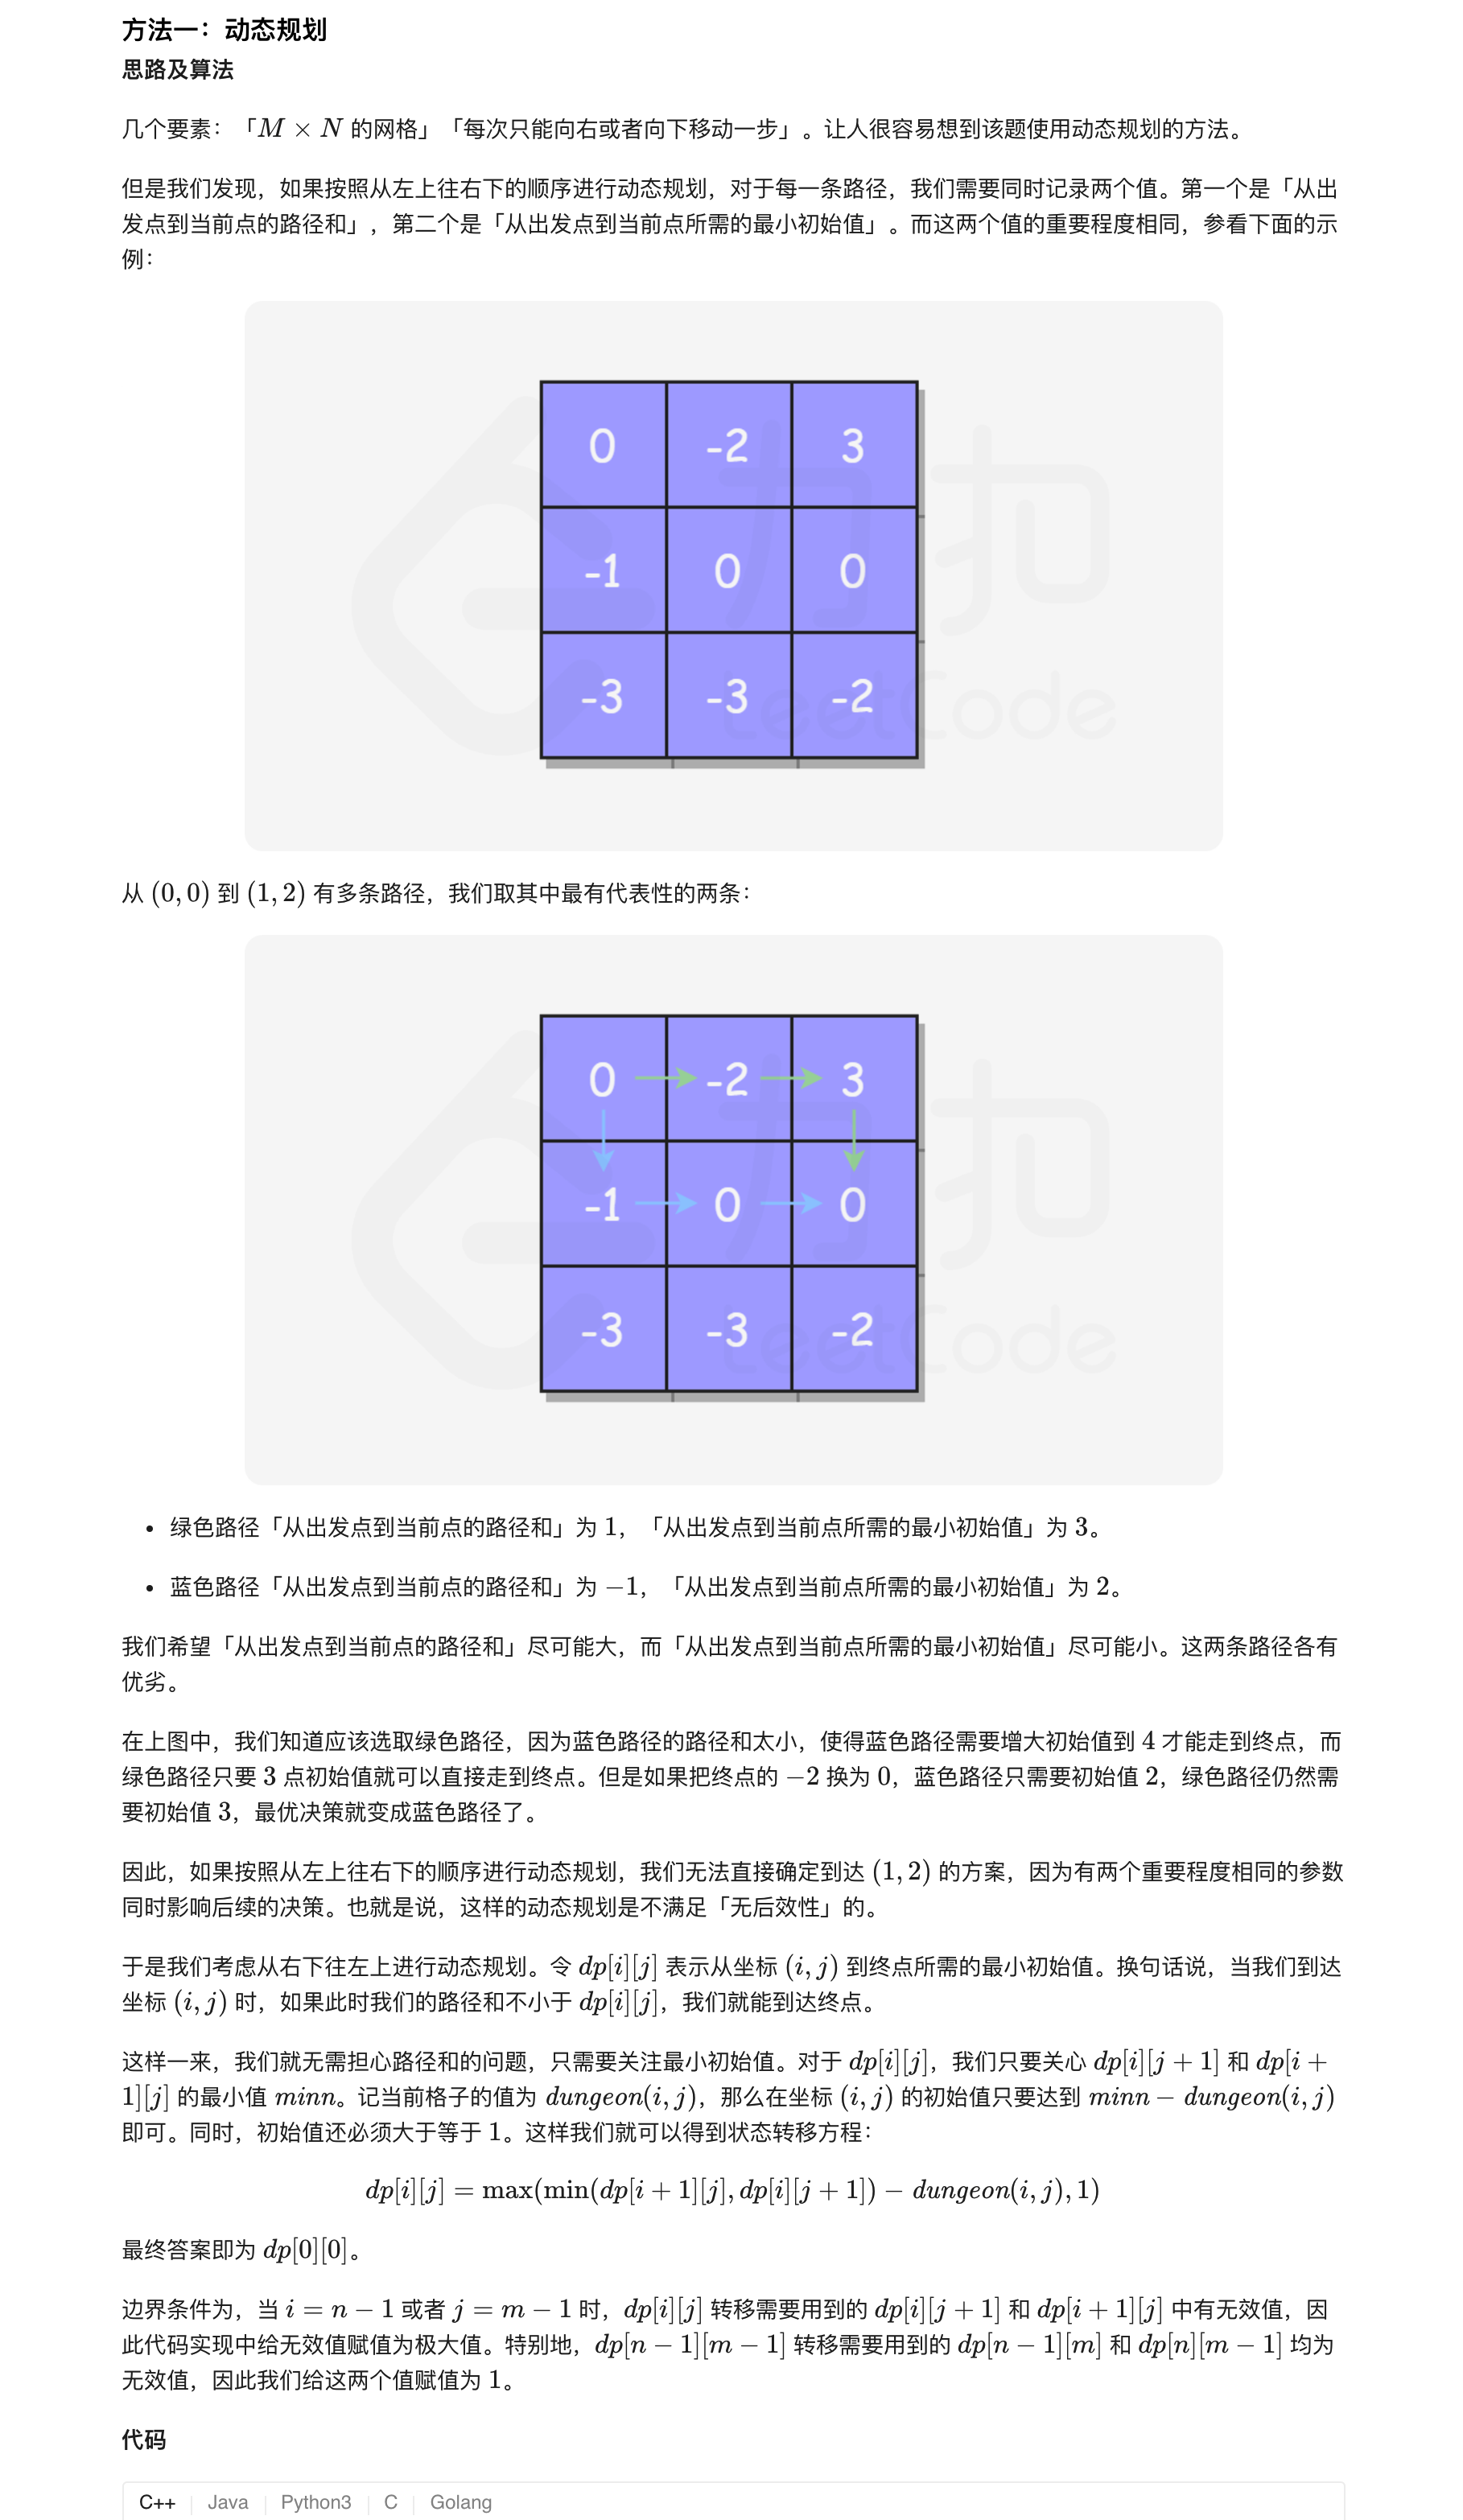 方法一：动态规划
思路及算法
几个要素：「M × N 的网格」「每次只能向右或者向下移动一步」。让人很容易想到该题使用动态规划的方法。
但是我们发现，如果按照从左上往右下的顺序进行动态规划，对于每一条路径，我们需要同时记录两个值。第一个是「从出
发点到当前点的路径和」，第二个是「从出发点到当前点所需的最小初始值」。而这两个值的重要程度相同，参看下面的示
例：
0 -2 3
-1 0 0
-3 -3 -2
力扣
LeetCode
从 (0, 0) 到 (1, 2) 有多条路径，我们取其中最有代表性的两条：
0 -2 3
-1 0 0
-3 -3 -2
力扣
LeetCode
• 绿色路径「从出发点到当前点的路径和」为 1，「从出发点到当前点所需的最小初始值」为 3。
• 蓝色路径「从出发点到当前点的路径和」为 −1，「从出发点到当前点所需的最小初始值」为 2。
我们希望「从出发点到当前点的路径和」尽可能大，而「从出发点到当前点所需的最小初始值」尽可能小。这两条路径各有
优劣。
在上图中，我们知道应该选取绿色路径，因为蓝色路径的路径和太小，使得蓝色路径需要增大初始值到 4 才能走到终点，而
绿色路径只要 3 点初始值就可以直接走到终点。但是如果把终点的 −2 换为 0，蓝色路径只需要初始值 2，绿色路径仍然需
要初始值 3，最优决策就变成蓝色路径了。
因此，如果按照从左上往右下的顺序进行动态规划，我们无法直接确定到达 (1, 2) 的方案，因为有两个重要程度相同的参数
同时影响后续的决策。也就是说，这样的动态规划是不满足「无后效性」的。
于是我们考虑从右下往左上进行动态规划。令 dp[i][j] 表示从坐标 (i, j) 到终点所需的最小初始值。换句话说，当我们到达
坐标 (i, j) 时，如果此时我们的路径和不小于 dp[i][j]，我们就能到达终点。
这样一来，我们就无需担心路径和的问题，只需要关注最小初始值。对于 dp[i][j]，我们只要关心 dp[i][j + 1] 和 dp[i +
1][j] 的最小值 minn。记当前格子的值为 dungeon(i, j)，那么在坐标 (i, j) 的初始值只要达到 minn − dungeon(i, j)
即可。同时，初始值还必须大于等于 1。这样我们就可以得到状态转移方程：
dp[i][j] = max(min(dp[i + 1][j], dp[i][j + 1]) − dungeon(i, j), 1)
最终答案即为 dp[0][0]。
边界条件为，当 i = n − 1 或者 j = m − 1 时，dp[i][j] 转移需要用到的 dp[i][j + 1] 和 dp[i + 1][j] 中有无效值，因
此代码实现中给无效值赋值为极大值。特别地，dp[n − 1][m − 1] 转移需要用到的 dp[n − 1][m] 和 dp[n][m − 1] 均为
无效值，因此我们给这两个值赋值为 1。
代码
C++ | Java | Python3 | C | Golang